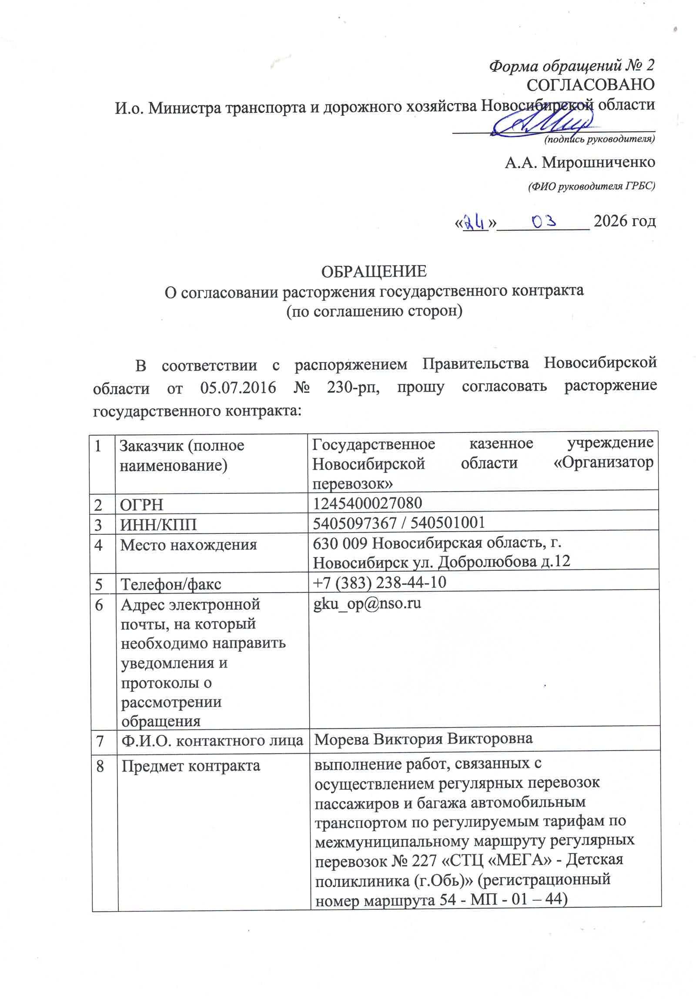 Форма обращений № 2
СОГЛАСОВАНО
И.о. Министра транспорта и дорожного хозяйства Новосибирской области
(подпись руководителя)
А.А. Мирошниченко
(ФИО руководителя ГРБС)
«24» 03 2026 год
ОБРАЩЕНИЕ
О согласовании расторжения государственного контракта
(по соглашению сторон)
В соответствии с распоряжением Правительства Новосибирской
области от 05.07.2016 № 230-рп, прошу согласовать расторжение
государственного контракта:
1 Заказчик (полное
наименование)
Государственное казенное учреждение
Новосибирской области «Организатор
перевозок»
2 ОГРН 1245400027080
3 ИНН/КПП 5405097367 / 540501001
4 Место нахождения 630 009 Новосибирская область, г.
Новосибирск ул. Добролюбова д.12
5 Телефон/факс +7 (383) 238-44-10
6 Адрес электронной
почты, на который
необходимо направить
уведомления и
протоколы о
рассмотрении
обращения
gku_op@nso.ru
7 Ф.И.О. контактного лица Морева Виктория Викторовна
8 Предмет контракта
выполнение работ, связанных с
осуществлением регулярных перевозок
пассажиров и багажа автомобильным
транспортом по регулируемым тарифам по
межмуниципальному маршруту регулярных
перевозок № 227 «СТЦ «МЕГА» - Детская
поликлиника (г.Обь)» (регистрационный
номер маршрута 54 - МП - 01 – 44)